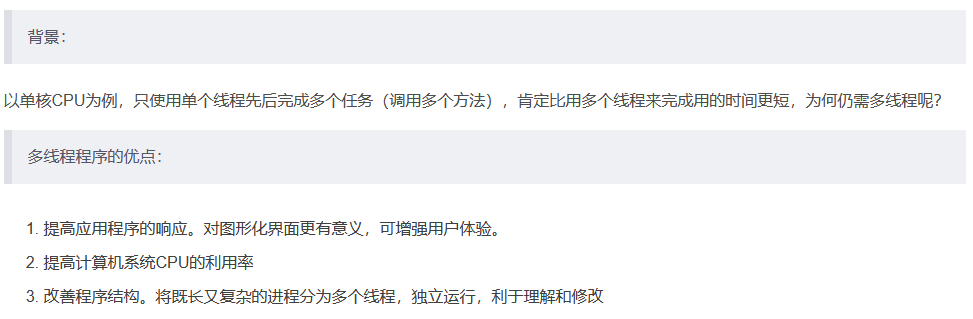 背景：
以单核CPU为例，只使用单个线程先后完成多个任务（调用多个方法），肯定比用多个线程来完成用的时间更短，为何仍需多线程呢？
多线程程序的优点：
1. 提高应用程序的响应。对图形化界面更有意义，可增强用户体验。
2. 提高计算机系统CPU的利用率
3. 改善程序结构。将既长又复杂的进程分为多个线程，独立运行，利于理解和修改